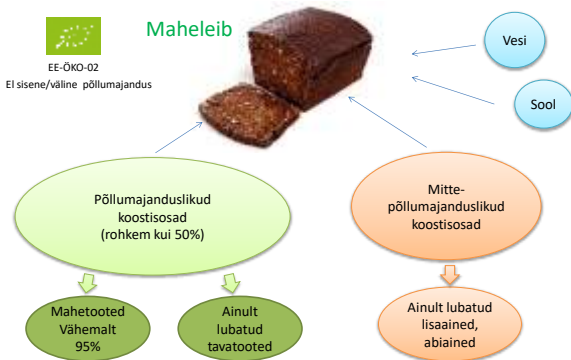 Maheleib
EE-ÖKO-02
El sisene/väline põllumajandus
Vesi
Sool
Põllumajanduslikud
koostisosad
(rohkem kui 50%)
Mitte-
põllumajanduslikud
koostisosad
Mahetooted
Vähemalt
95%
Ainult
lubatud
tavatooted
Ainult lubatud
lisaained,
abiained